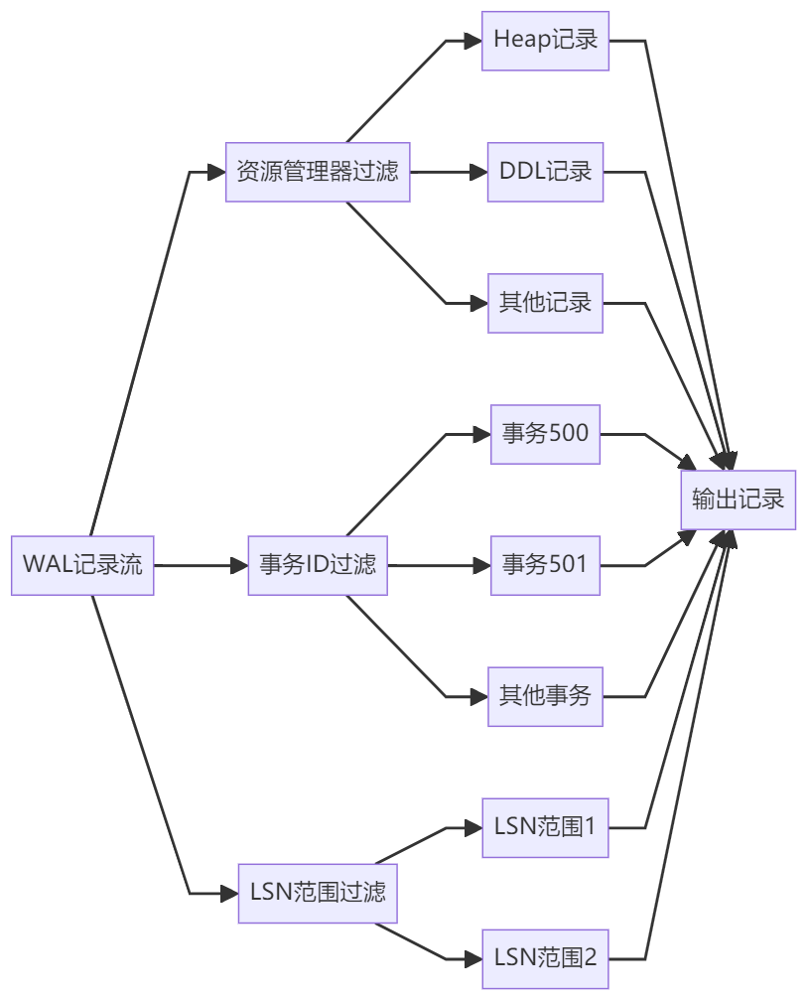 Heap记录
资源管理器过滤
DDL记录
其他记录
事务500
输出记录
WAL记录流
事务ID过滤
事务501
其他事务
LSN范围1
LSN范围过滤
LSN范围2